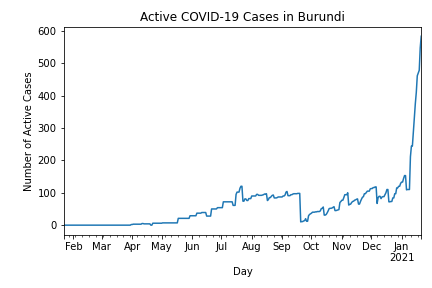 Active COVID-19 Cases in Burundi
Number of Active Cases
600
500
400
300
200
100
0
Feb Mar Apr May Jun Jul Aug Sep Oct Nov Dec Jan
2021
Day